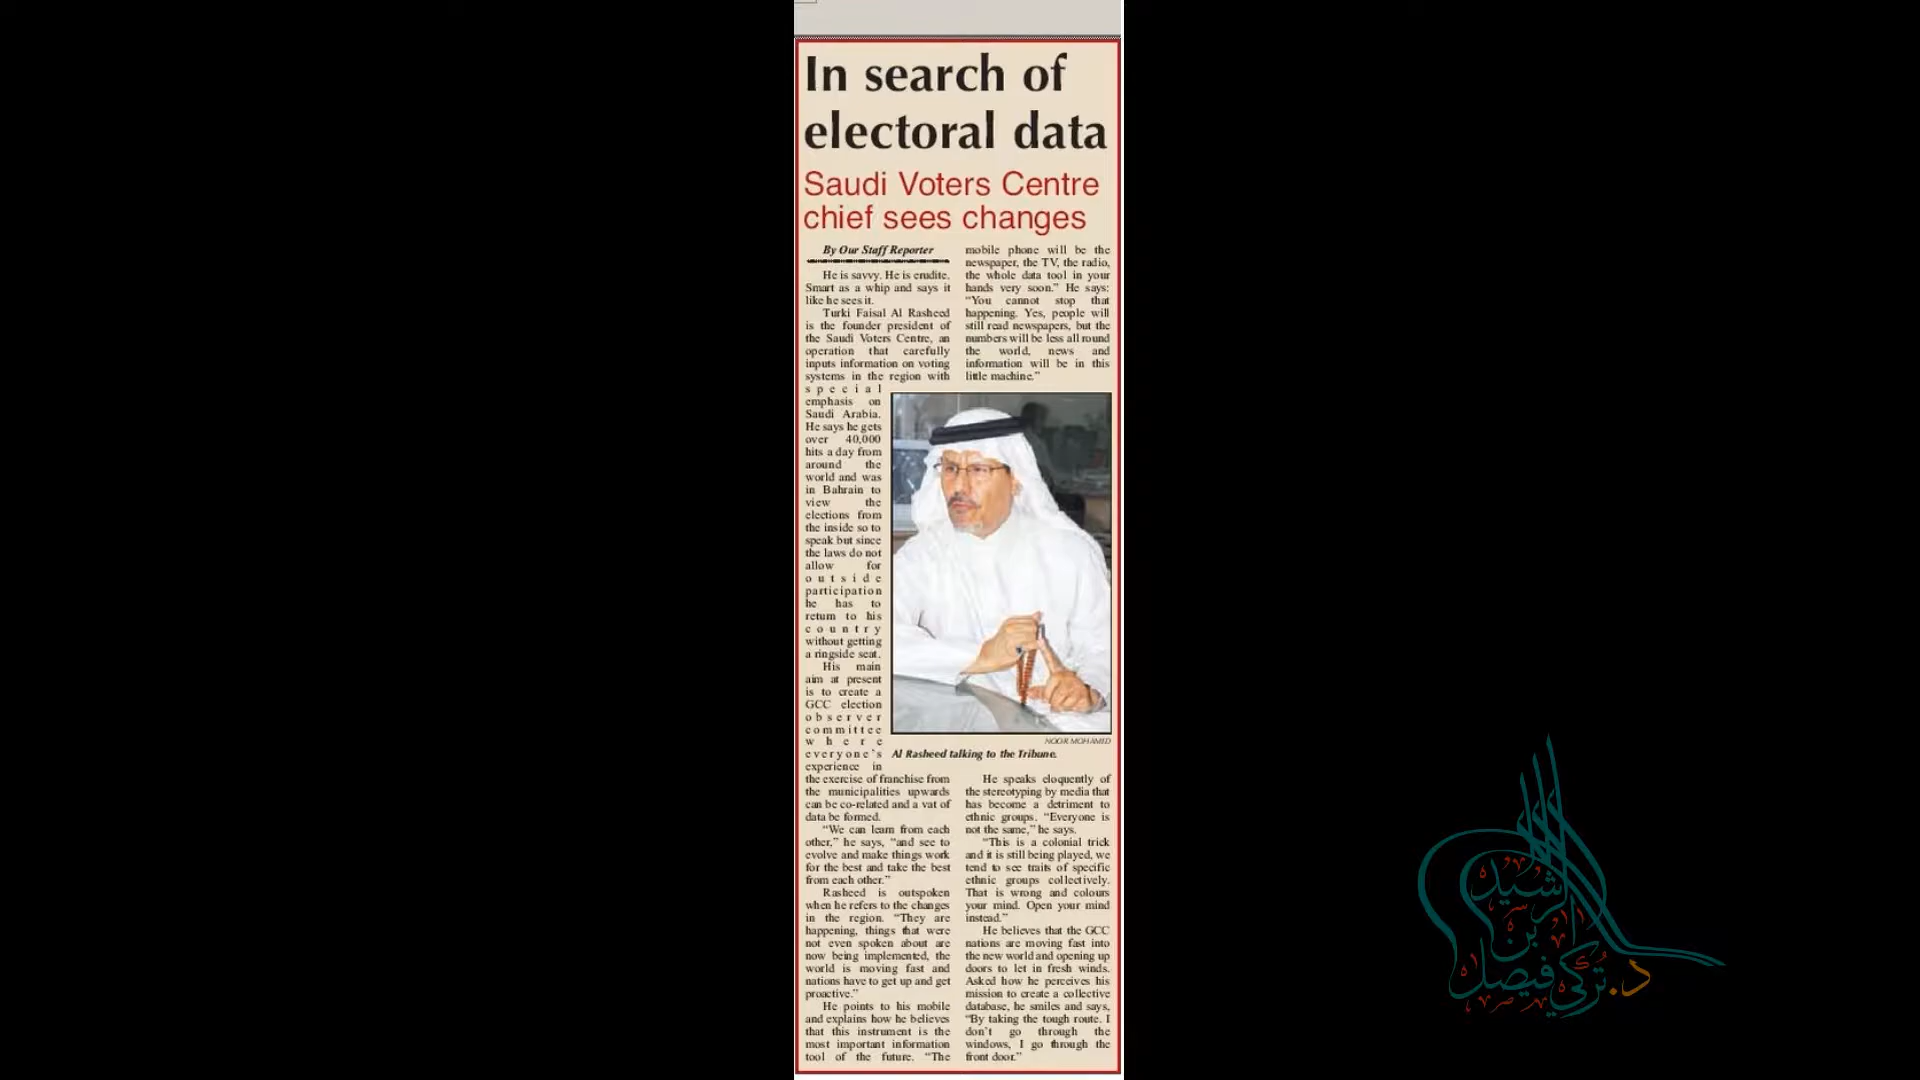 In search of
electoral data
Saudi Voters Centre
chief sees changes
By Our Staff Reporter
He is savvy. He is erudite.
Smart as a whip and says it
like he sees it.
Turki Faisal Al Rasheed
is the founder president of
the Saudi Voters Centre, an
operation that carefully
inputs information on voting
systems in the region with
special
emphasis on
Saudi Arabia.
He says he gets
over 40,000
hits a day from
around the
world and was
in Bahrain to
view the
elections from
the inside so to
speak but since
the laws do not
allow for
outside
participation
he has to
return to his
country
without getting
a ringside seat.
His main
aim at present
is to create a
GCC election
observer
committee
where
everyone's
experience in
the exercise of franchise from
the municipalities upwards
can be co-related and a vat of
data be formed.
“We can learn from each
other,” he says, “and see to
evolve and make things work
for the best and take the best
from each other.”
Rasheed is outspoken
when he refers to the changes
in the region. “They are
happening, things that were
not even spoken about are
now being implemented, the
world is moving fast and
nations have to get up and get
proactive.”
He points to his mobile
and explains how he believes
that this instrument is the
most important information
tool of the future. “The
mobile phone will be the
newspaper, the TV, the radio,
the whole data tool in your
hands very soon.” He says:
“You cannot stop that
happening. Yes, people will
still read newspapers, but the
numbers will be less all round
the world, news and
information will be in this
little machine.”
NOOR MOHAMED
Al Rasheed talking to the Tribune.
He speaks eloquently of
the stereotyping by media that
has become a detriment to
ethnic groups. “Everyone is
not the same,” he says.
“This is a colonial trick
and it is still being played, we
tend to see traits of specific
ethnic groups collectively.
That is wrong and colours
your mind. Open your mind
instead.”
He believes that the GCC
nations are moving fast into
the new world and opening up
doors to let in fresh winds.
Asked how he perceives his
mission to create a collective
database, he smiles and says,
“By taking the tough route. I
don't go through the
windows, I go through the
front door.”
د. تركي فيصل
بن
الرشيد